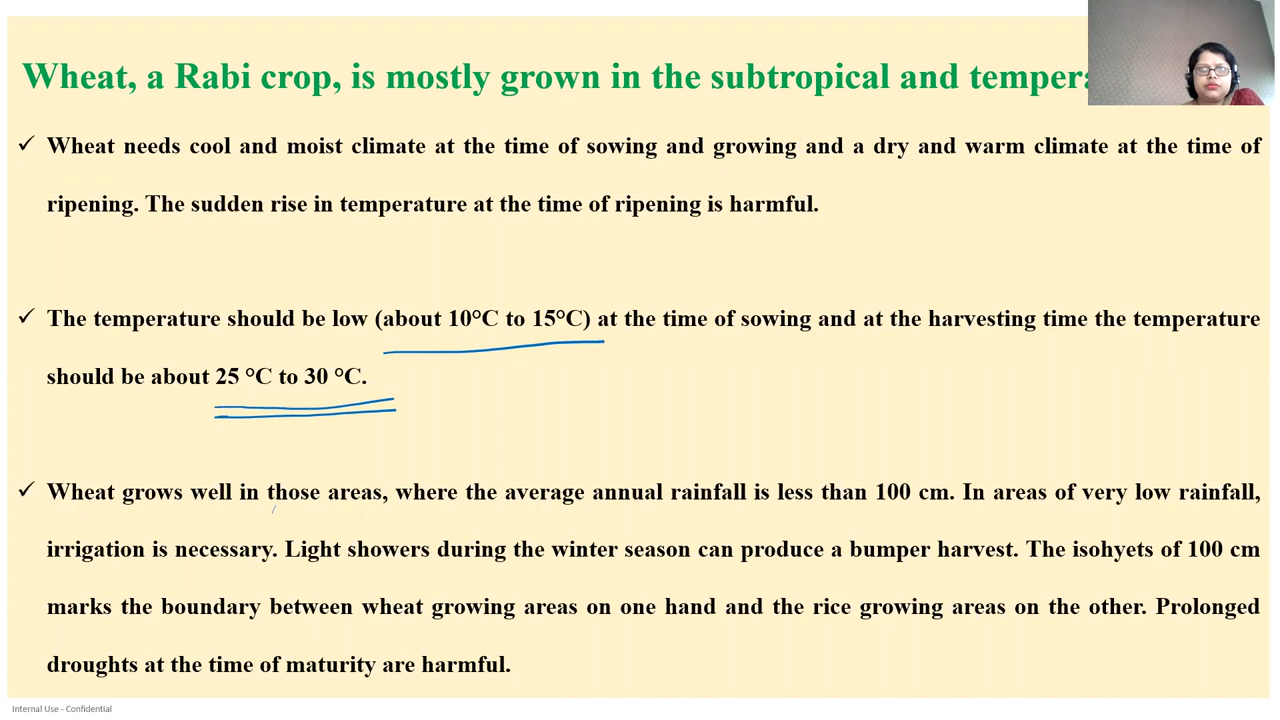 Wheat, a Rabi crop, is mostly grown in the subtropical and
✓ Wheat needs cool and moist climate at the time of sowing and growing and a dry and warm climate at the time of
ripening. The sudden rise in temperature at the time of ripening is harmful.
✓ The temperature should be low (about 10°C to 15°C) at the time of sowing and at the harvesting time the temperature
should be about 25 °C to 30 °C.
✓ Wheat grows well in those areas, where the average annual rainfall is less than 100 cm. In areas of very low rainfall,
irrigation is necessary. Light showers during the winter season can produce a bumper harvest. The isohyets of 100 cm
marks the boundary between wheat growing areas on one hand and the rice growing areas on the other. Prolonged
droughts at the time of maturity are harmful.
Internal Use - Confidential